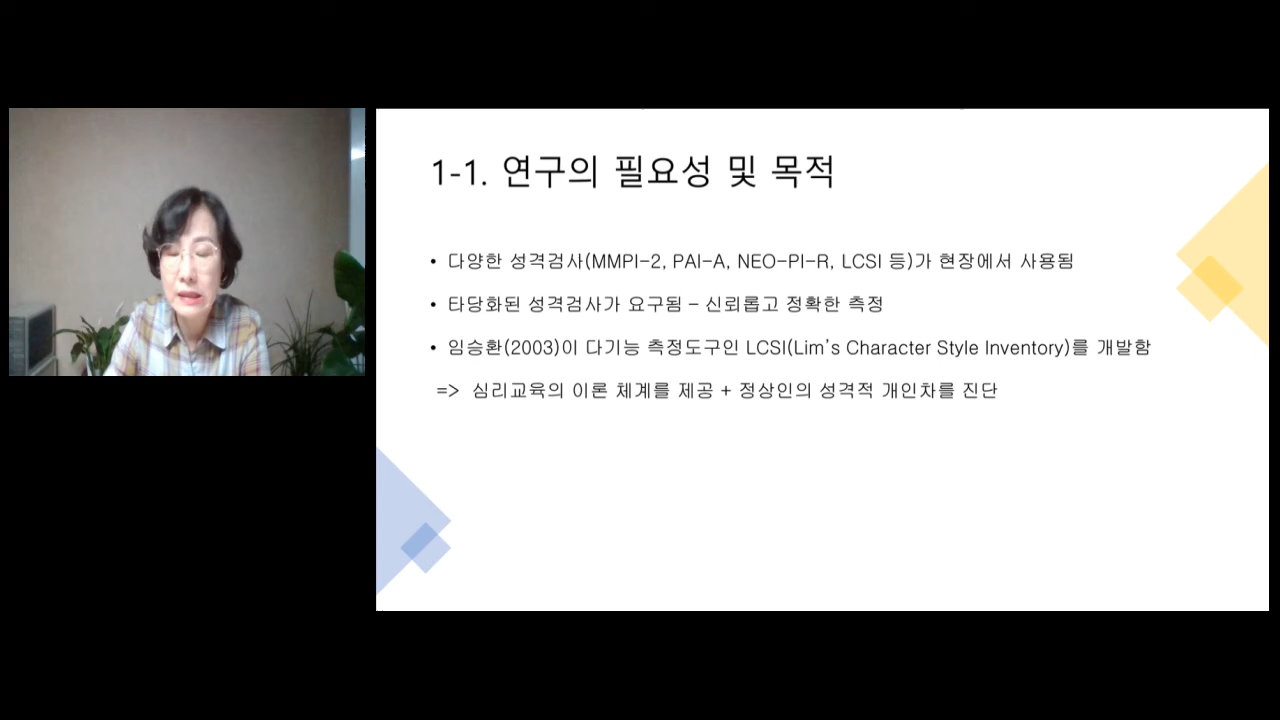 1-1. 연구의 필요성 및 목적
• 다양한 성격검사(MMPI-2, PAI-A, NEO-PI-R, LCSI 등)가 현장에서 사용됨
• 타당화된 성격검사가 요구됨 – 신뢰롭고 정확한 측정
• 임승환(2003)이 다기능 측정도구인 LCSI(Lim's Character Style Inventory)를 개발함
=> 심리교육의 이론 체계를 제공 + 정상인의 성격적 개인차를 진단